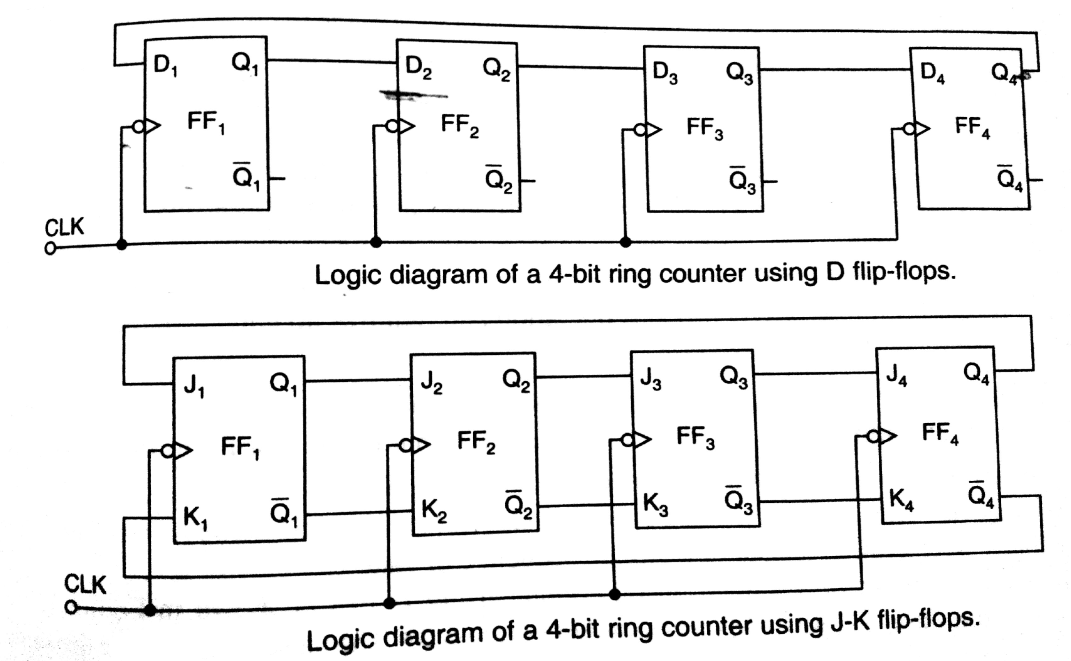 D₁ Q₁ D₂ Q₂ D₃ Q₃ D₄ Q₄
FF₁ FF₂ FF₃ FF₄
Q̅₁ Q̅₂ Q̅₃ Q̅₄
CLK
Logic diagram of a 4-bit ring counter using D flip-flops.
J₁ Q₁ J₂ Q₂ J₃ Q₃ J₄ Q₄
FF₁ FF₂ FF₃ FF₄
K₁ Q̅₁ K₂ Q̅₂ K₃ Q̅₃ K₄ Q̅₄
CLK
Logic diagram of a 4-bit ring counter using J-K flip-flops.